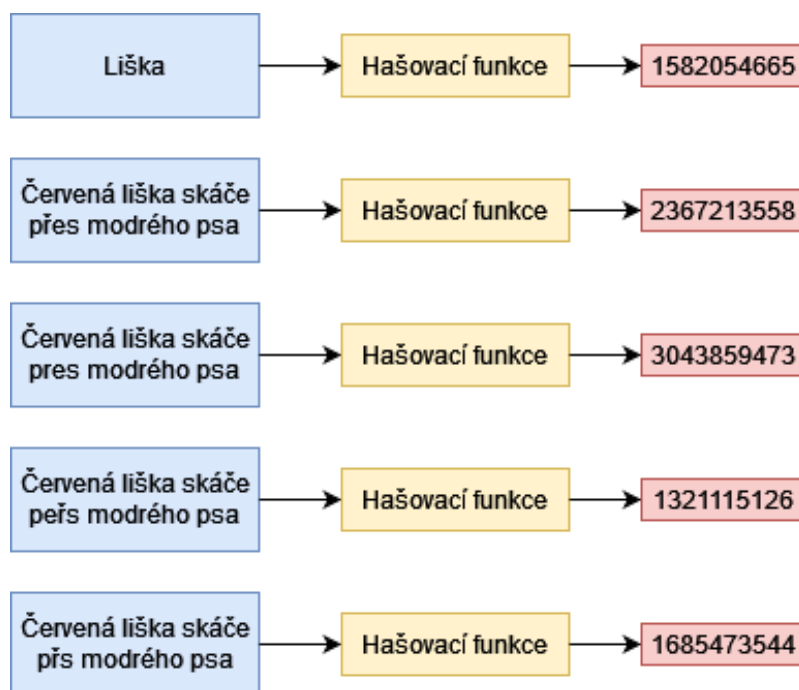 Liška
Hašovací funkce
1582054665
Červená liška skáče
přes modrého psa
Hašovací funkce
2367213558
Červená liška skáče
pres modrého psa
Hašovací funkce
3043859473
Červená liška skáče
peřs modrého psa
Hašovací funkce
1321115126
Červená liška skáče
přs modrého psa
Hašovací funkce
1685473544